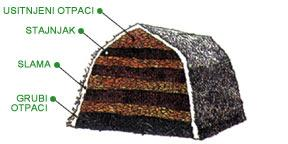 USITNJENI OTPACI
STAJNJAK
SLAMA
GRUBI
OTPACI